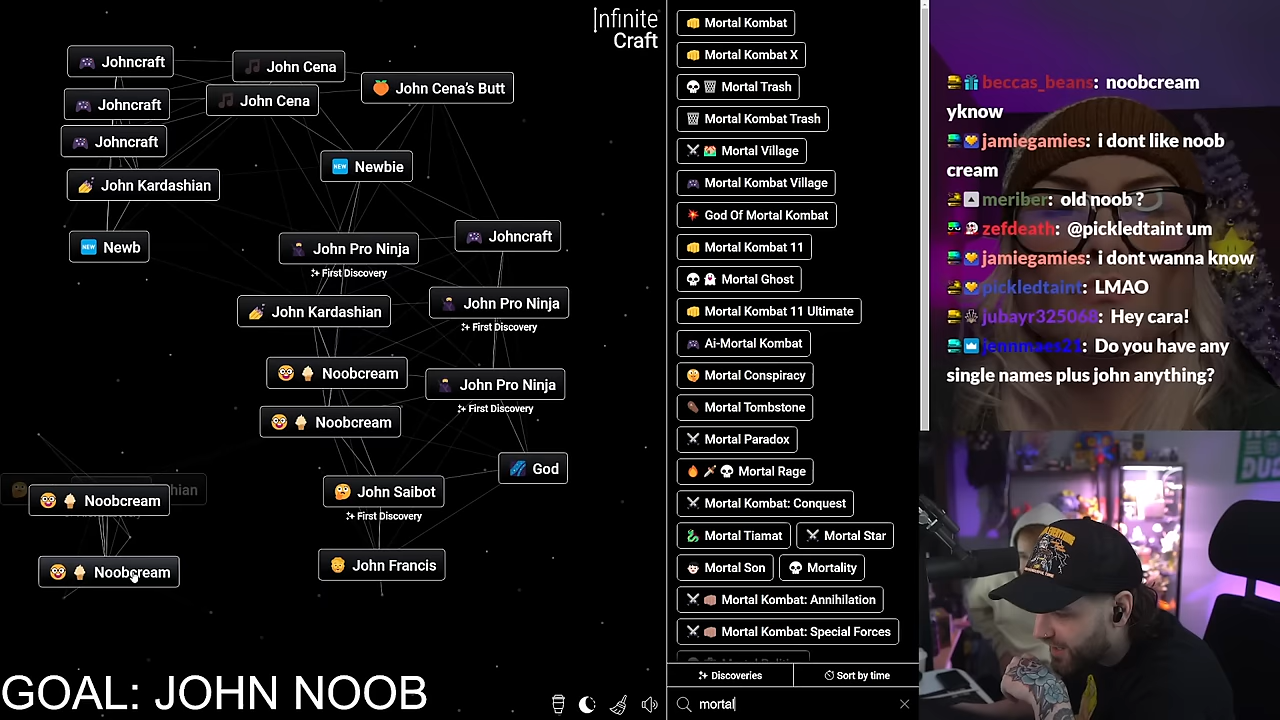 Infinite
Craft
Johncraft
John Cena
John Cena's Butt
Johncraft
John Cena
Johncraft
NEW Newbie
John Kardashian
NEW Newb
John Pro Ninja
First Discovery
Johncraft
John Kardashian
John Pro Ninja
First Discovery
Noobcream
John Pro Ninja
First Discovery
Noobcream
God
John Saibot
First Discovery
hian
Noobcream
John Francis
Noobcream
GOAL: JOHN NOOB
Mortal Kombat
Mortal Kombat X
Mortal Trash
Mortal Kombat Trash
Mortal Village
Mortal Kombat Village
God Of Mortal Kombat
Mortal Kombat 11
Mortal Ghost
Mortal Kombat 11 Ultimate
Ai-Mortal Kombat
Mortal Conspiracy
Mortal Tombstone
Mortal Paradox
Mortal Rage
Mortal Kombat: Conquest
Mortal Tiamat
Mortal Star
Mortal Son
Mortality
Mortal Kombat: Annihilation
Mortal Kombat: Special Forces
Discoveries
Sort by time
mortal
beccas_beans: noobcream
yknow
jamiegamies: i dont like noob
cream
meriber: old noob ?
zefdeath: @pickledtaint um
jamiegamies: i dont wanna know
pickledtaint: LMAO
jubayr325068: Hey cara!
jennmaes21: Do you have any
single names plus john anything?